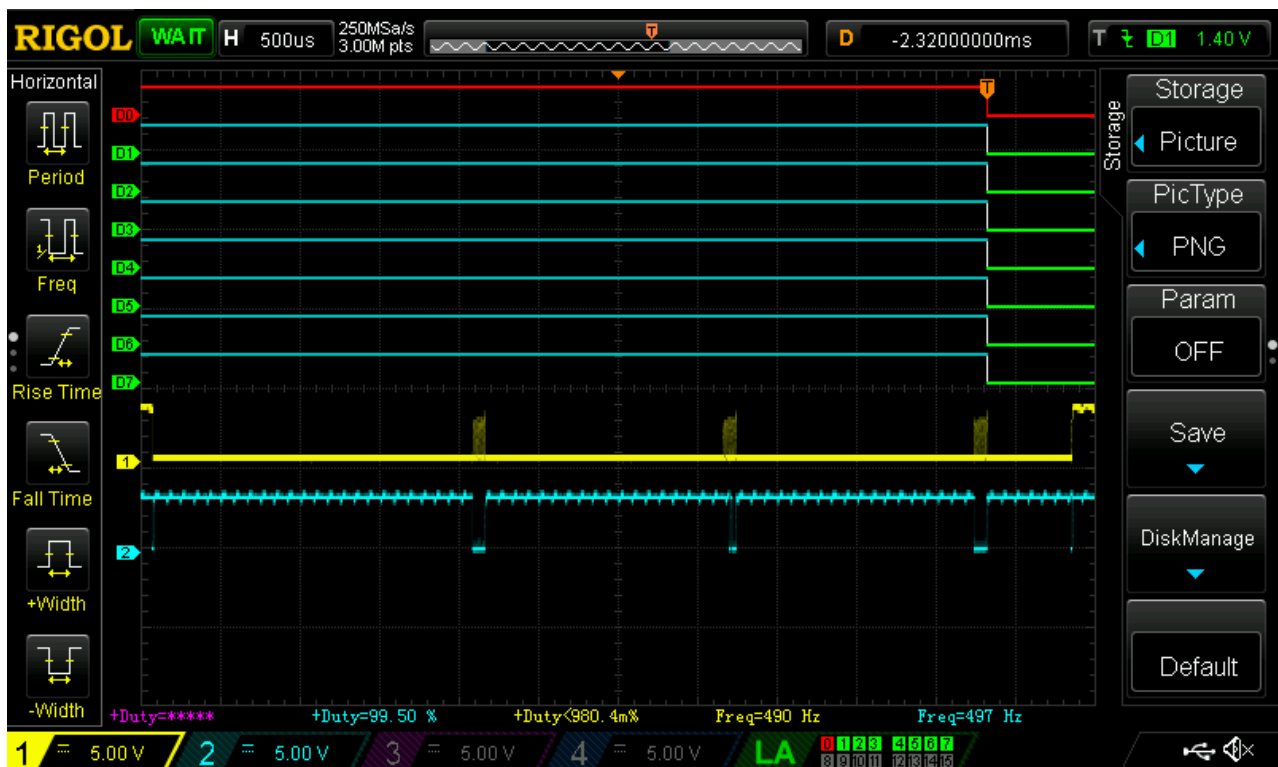 RIGOL WAIT H 500us 250MSa/s 3.00M pts T D -2.32000000ms T D1 1.40 V
Horizontal
Period
Freq
Rise Time
Fall Time
+Width
-Width
T
D0
D1
D2
D3
D4
D5
D6
D7
1
2
Storage
Storage
Picture
PicType
PNG
Param
OFF
Save
DiskManage
Default
+Duty=***** +Duty=99.50 % +Duty<980.4m% Freq=490 Hz Freq=497 Hz
1 5.00 V 2 5.00 V 3 5.00 V 4 5.00 V LA 0 1 2 3 4 5 6 7
8 9 10 11 12 13 14 15